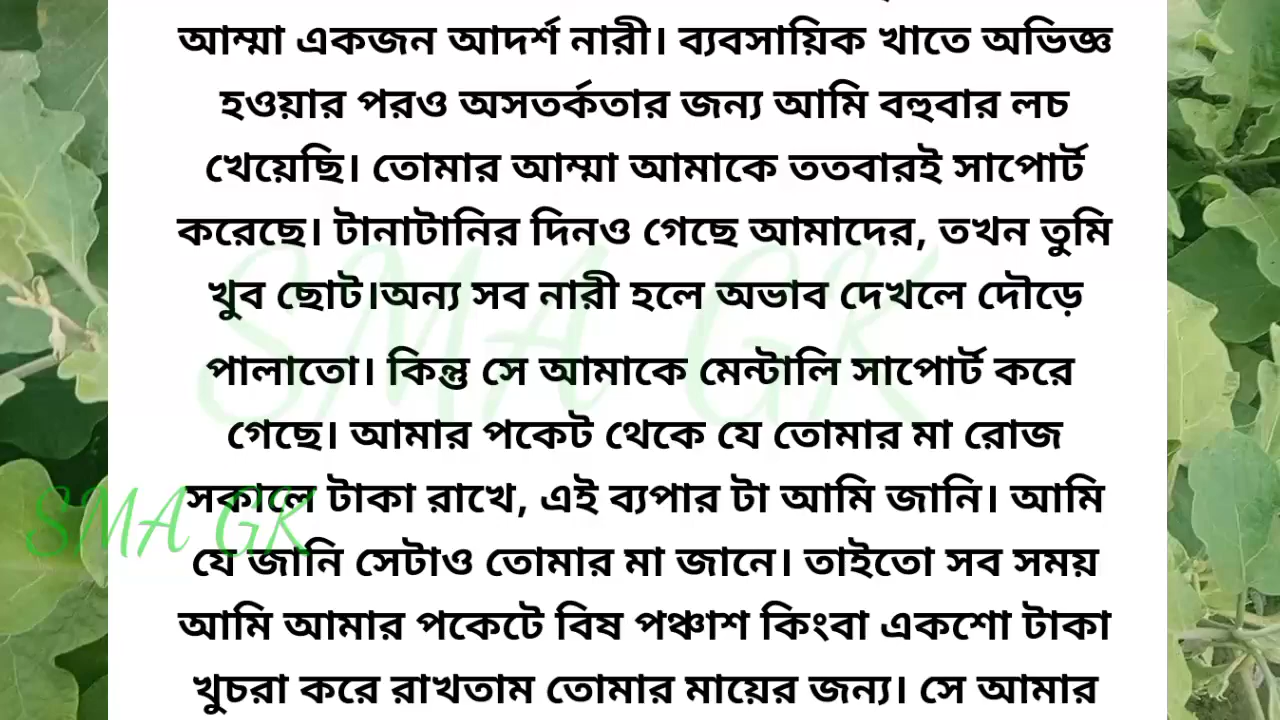 আম্মা একজন আদর্শ নারী। ব্যবসায়িক খাতে অভিজ্ঞ
হওয়ার পরও অসতর্কতার জন্য আমি বহুবার লচ
খেয়েছি। তোমার আম্মা আমাকে ততবারই সাপোর্ট
করেছে। টানাটানির দিনও গেছে আমাদের, তখন তুমি
খুব ছোট।অন্য সব নারী হলে অভাব দেখলে দৌড়ে
পালাতো। কিন্তু সে আমাকে মেন্টালি সাপোর্ট করে
গেছে। আমার পকেট থেকে যে তোমার মা রোজ
সকালে টাকা রাখে, এই ব্যপার টা আমি জানি। আমি
যে জানি সেটাও তোমার মা জানে। তাইতো সব সময়
আমি আমার পকেটে বিষ পঞ্চাশ কিংবা একশো টাকা
খুচরা করে রাখতাম তোমার মায়ের জন্য। সে আমার
SMA GK
SMA GK